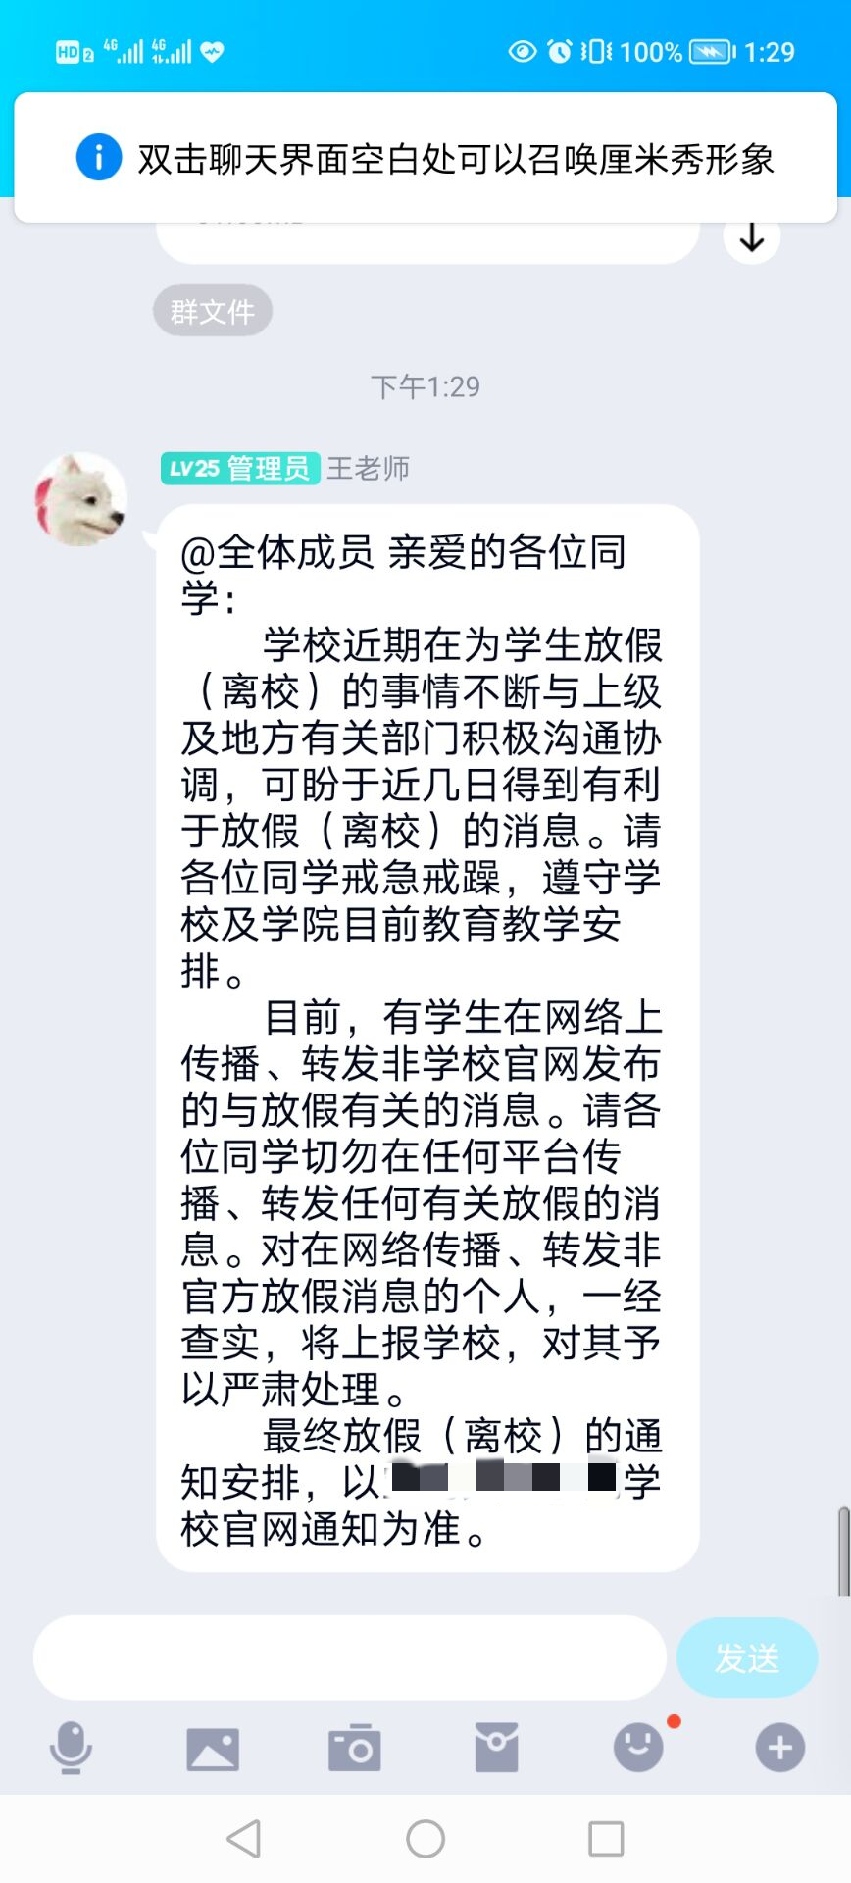 HD 2 4G 4G 100% 1:29
双击聊天界面空白处可以召唤厘米秀形象
群文件
下午1:29
LV25 管理员 王老师
@全体成员 亲爱的各位同
学：
学校近期在为学生放假
（离校）的事情不断与上级
及地方有关部门积极沟通协
调，可盼于近几日得到有利
于放假（离校）的消息。请
各位同学戒急戒躁，遵守学
校及学院目前教育教学安
排。
目前，有学生在网络上
传播、转发非学校官网发布
的与放假有关的消息。请各
位同学切勿在任何平台传
播、转发任何有关放假的消
息。对在网络传播、转发非
官方放假消息的个人，一经
查实，将上报学校，对其予
以严肃处理。
最终放假（离校）的通
知安排，以学
校官网通知为准。
发送